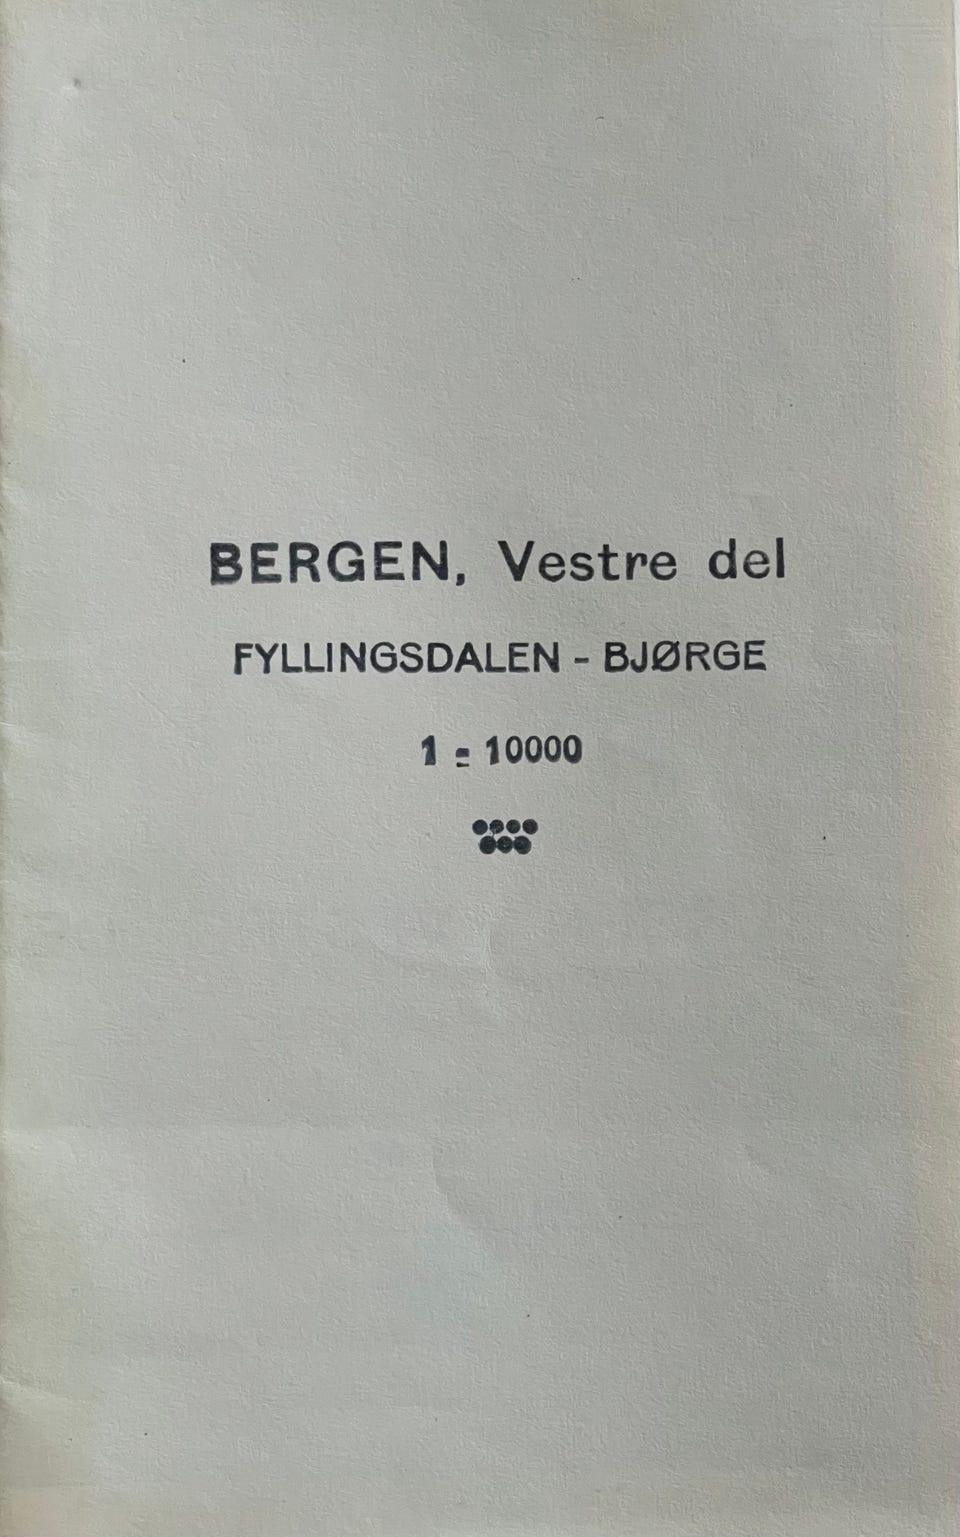 BERGEN, Vestre del
FYLLINGSDALEN - BJØRGE
1 : 10000